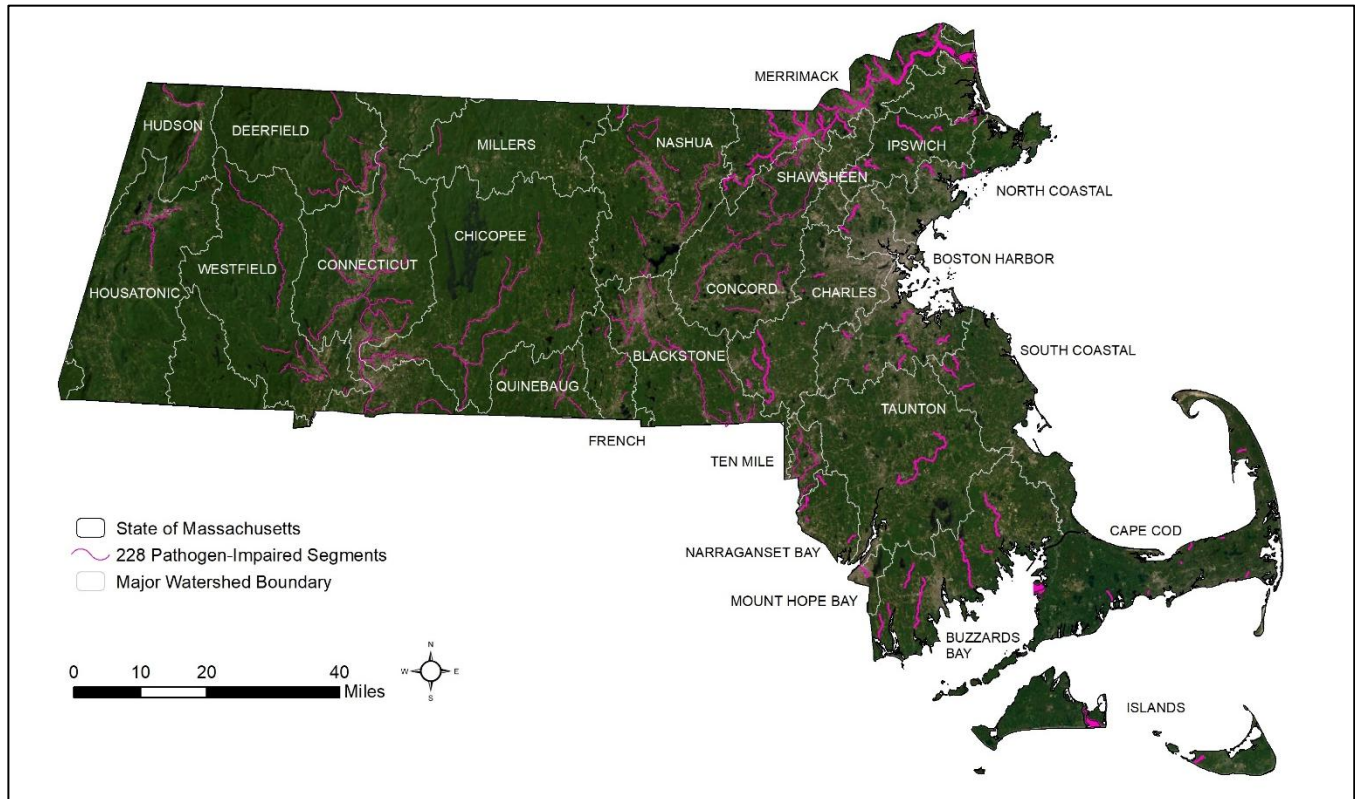 MERRIMACK
HUDSON
DEERFIELD
MILLERS
NASHUA
IPSWICH
SHAWSHEEN
NORTH COASTAL
CHICOPEE
WESTFIELD
CONNECTICUT
BOSTON HARBOR
HOUSATONIC
CONCORD
CHARLES
BLACKSTONE
SOUTH COASTAL
QUINEBAUG
TAUNTON
FRENCH
TEN MILE
State of Massachusetts
228 Pathogen-Impaired Segments
Major Watershed Boundary
CAPE COD
NARRAGANSET BAY
MOUNT HOPE BAY
BUZZARDS
BAY
N
W E
S
0 10 20 40
Miles
ISLANDS